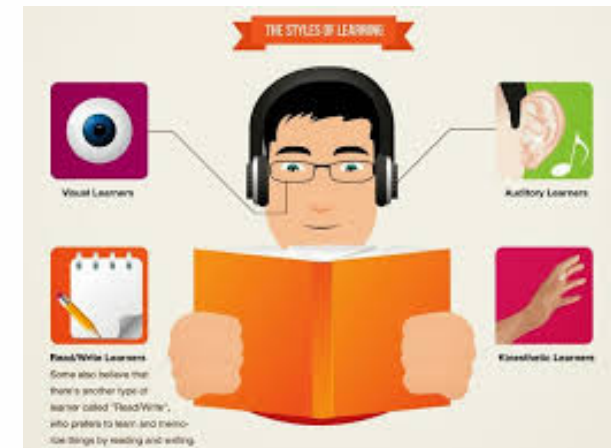 THE STYLES OF LEARNING
Visual Learners
Auditory Learners
Read/Write Learners
Some also believe that
there's another type of
learner called "Read/Write",
who prefers to learn and memo-
rize things by reading and writing.
Kinesthetic Learners